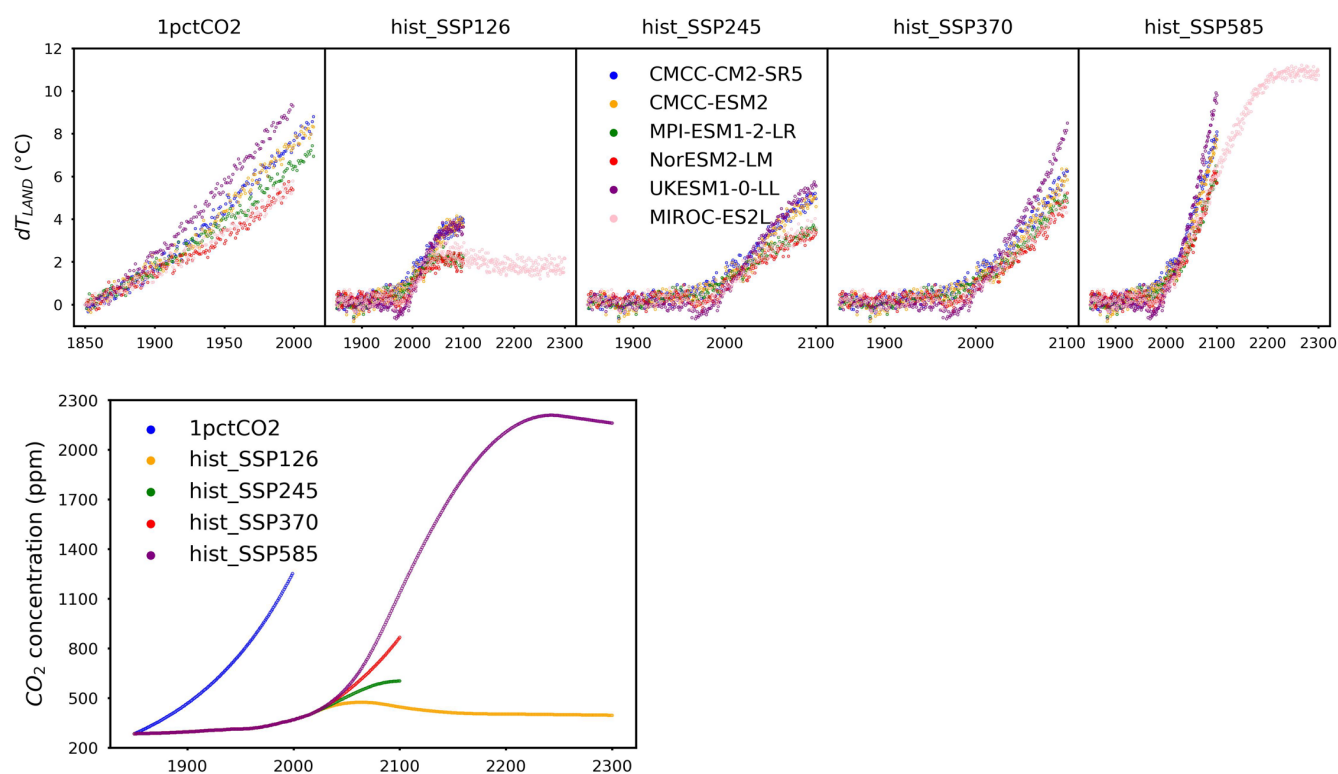 1pctCO2 hist_SSP126 hist_SSP245 hist_SSP370 hist_SSP585
12
10
8
6
4
2
0
dT_LAND (°C)
CMCC-CM2-SR5
CMCC-ESM2
MPI-ESM1-2-LR
NorESM2-LM
UKESM1-0-LL
MIROC-ES2L
1850 1900 1950 2000 1900 2000 2100 2200 2300 1900 2000 2100 1900 2000 2100 1900 2000 2100 2200 2300
2300
2000
1700
1400
1100
800
500
200
CO₂ concentration (ppm)
1pctCO2
hist_SSP126
hist_SSP245
hist_SSP370
hist_SSP585
1900 2000 2100 2200 2300